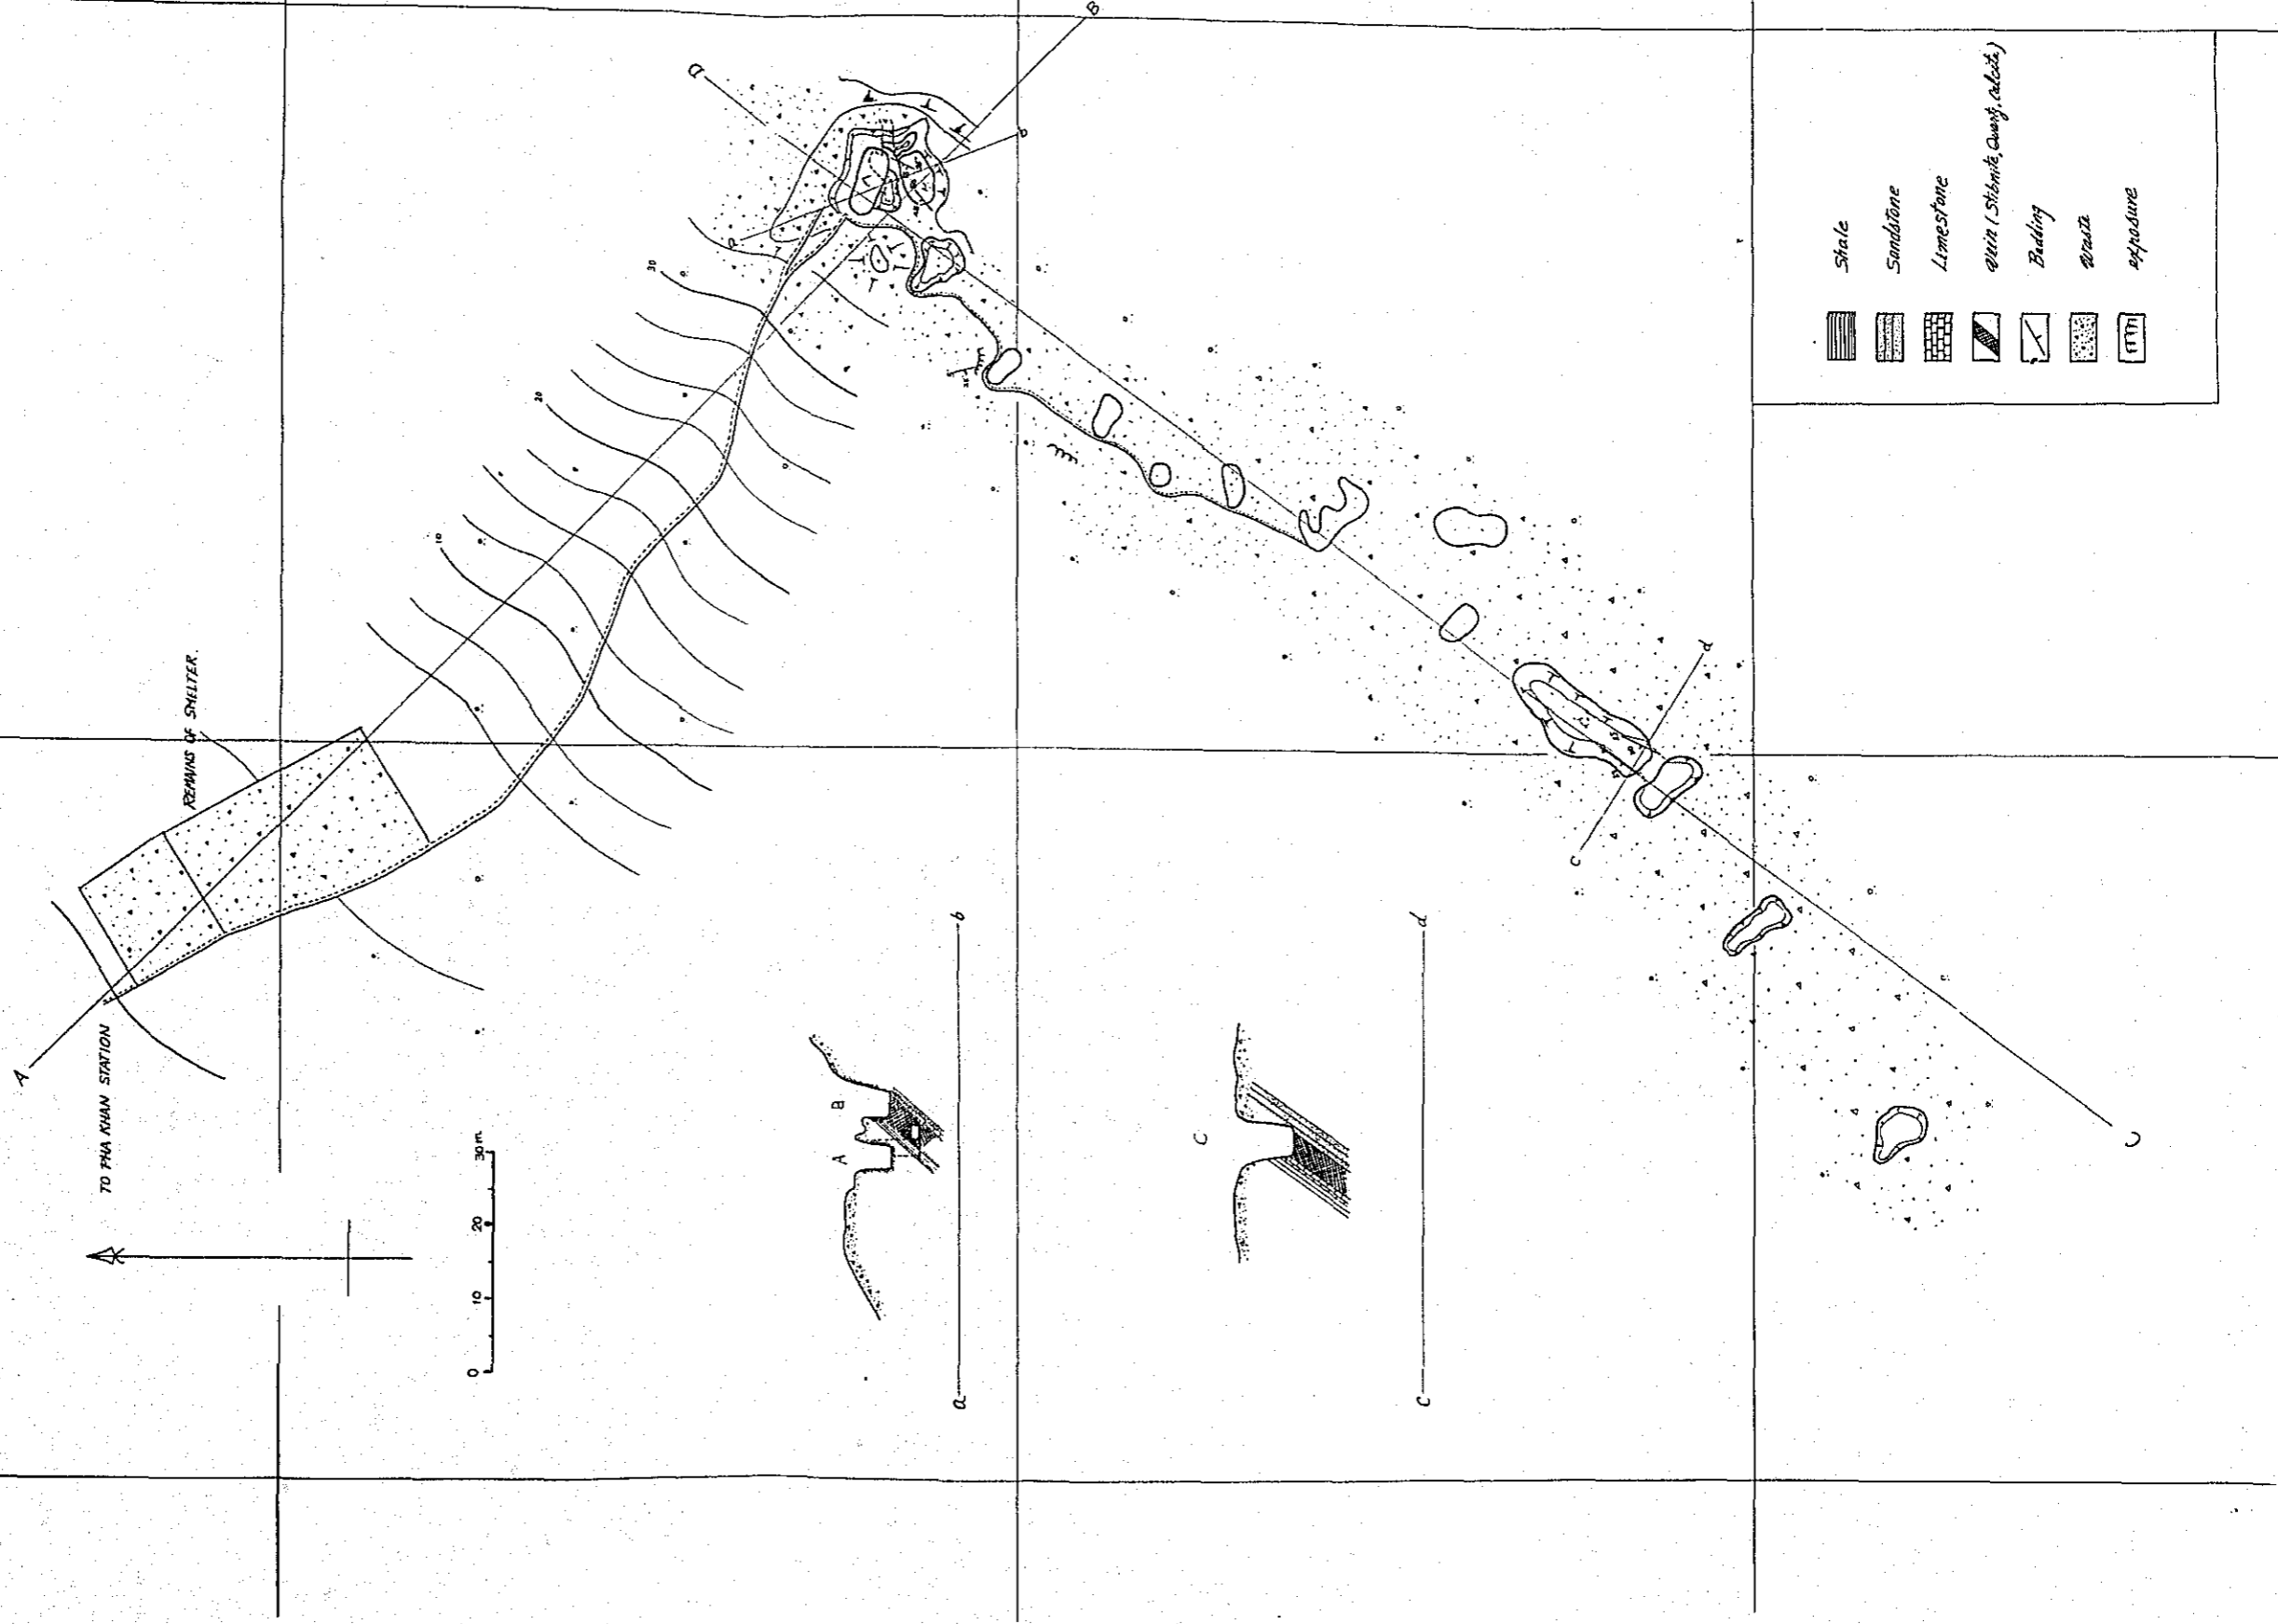 A
TO PHA KHAN STATION
REMAINS OF SMELTER.
0 10 20 30 m
10
20
30
D
B
a
b
c
d
C
A
B
a
b
C
C
d
Shale
Sandstone
Limestone
Vein (Stibnite, Quartz, Calcite)
Bedding
Waste
exposure